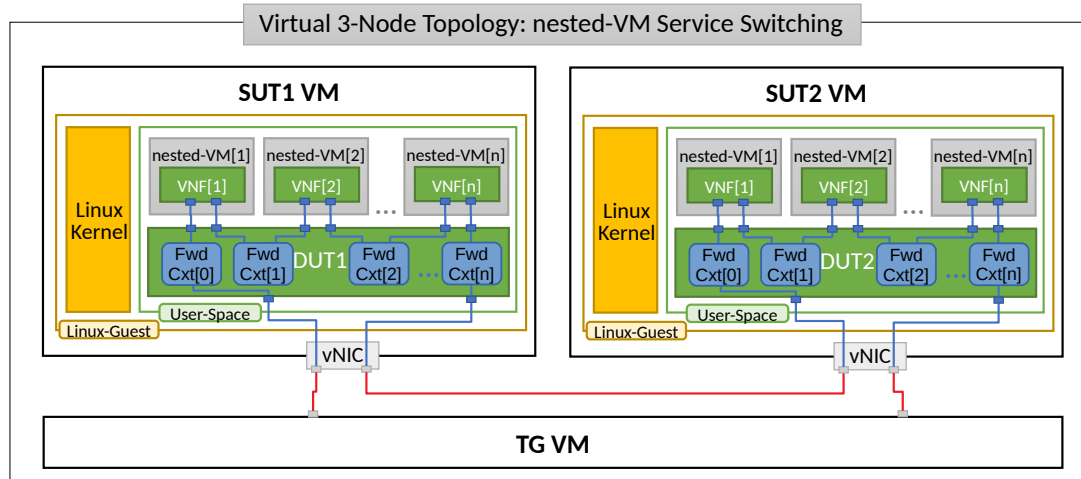 Virtual 3-Node Topology: nested-VM Service Switching
SUT1 VM
Linux
Kernel
nested-VM[1]
nested-VM[2]
nested-VM[n]
VNF[1]
VNF[2]
VNF[n]
...
Fwd
Cxt[0]
Fwd
Cxt[1]
DUT1
Fwd
Cxt[2]
...
Fwd
Cxt[n]
User-Space
Linux-Guest
vNIC
SUT2 VM
Linux
Kernel
nested-VM[1]
nested-VM[2]
nested-VM[n]
VNF[1]
VNF[2]
VNF[n]
...
Fwd
Cxt[0]
Fwd
Cxt[1]
DUT2
Fwd
Cxt[2]
...
Fwd
Cxt[n]
User-Space
Linux-Guest
vNIC
TG VM